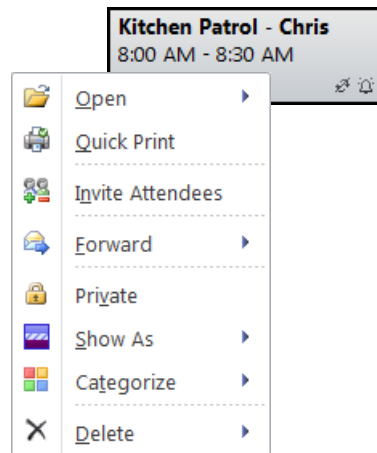 Kitchen Patrol - Chris
8:00 AM - 8:30 AM
Open
Quick Print
Invite Attendees
Forward
Private
Show As
Categorize
Delete